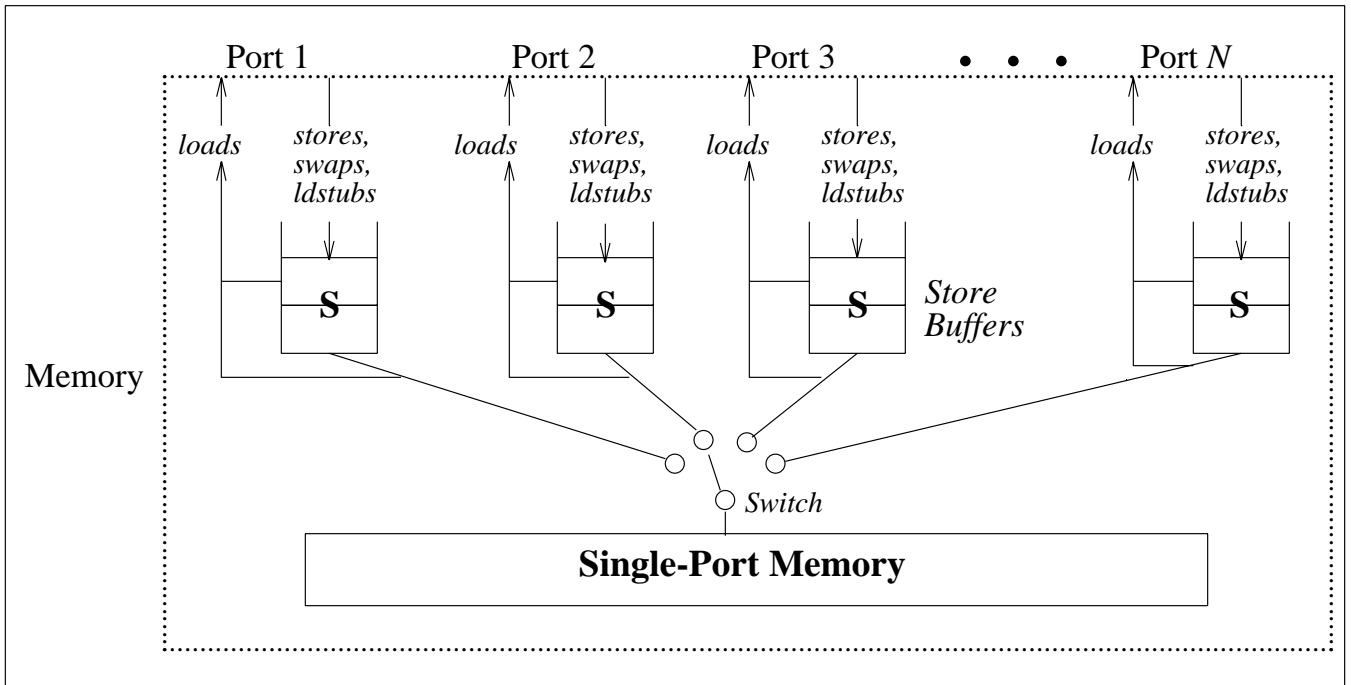 Port 1 Port 2 Port 3 • • • Port N
loads stores, loads stores, loads stores, loads stores,
swaps, swaps, swaps, swaps,
ldstubs ldstubs ldstubs ldstubs
S S S Store S
Buffers
Memory
Switch
Single-Port Memory